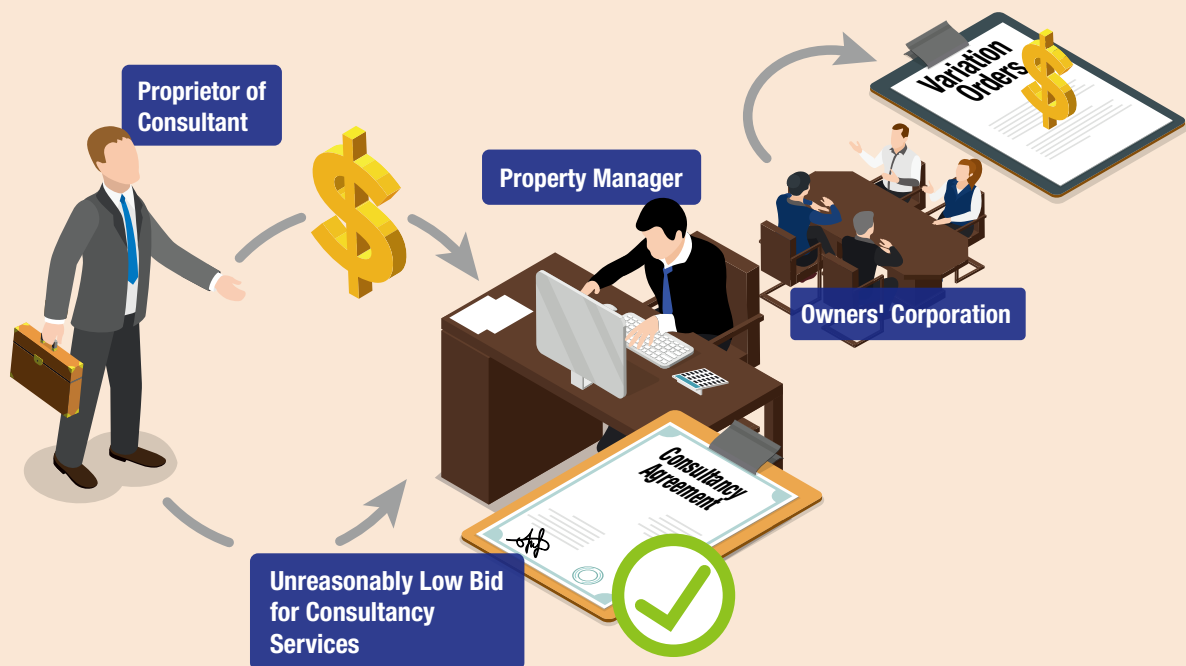 Proprietor of
Consultant
Property Manager
Variation
Orders
Owners' Corporation
Consultancy
Agreement
Unreasonably Low Bid
for Consultancy
Services